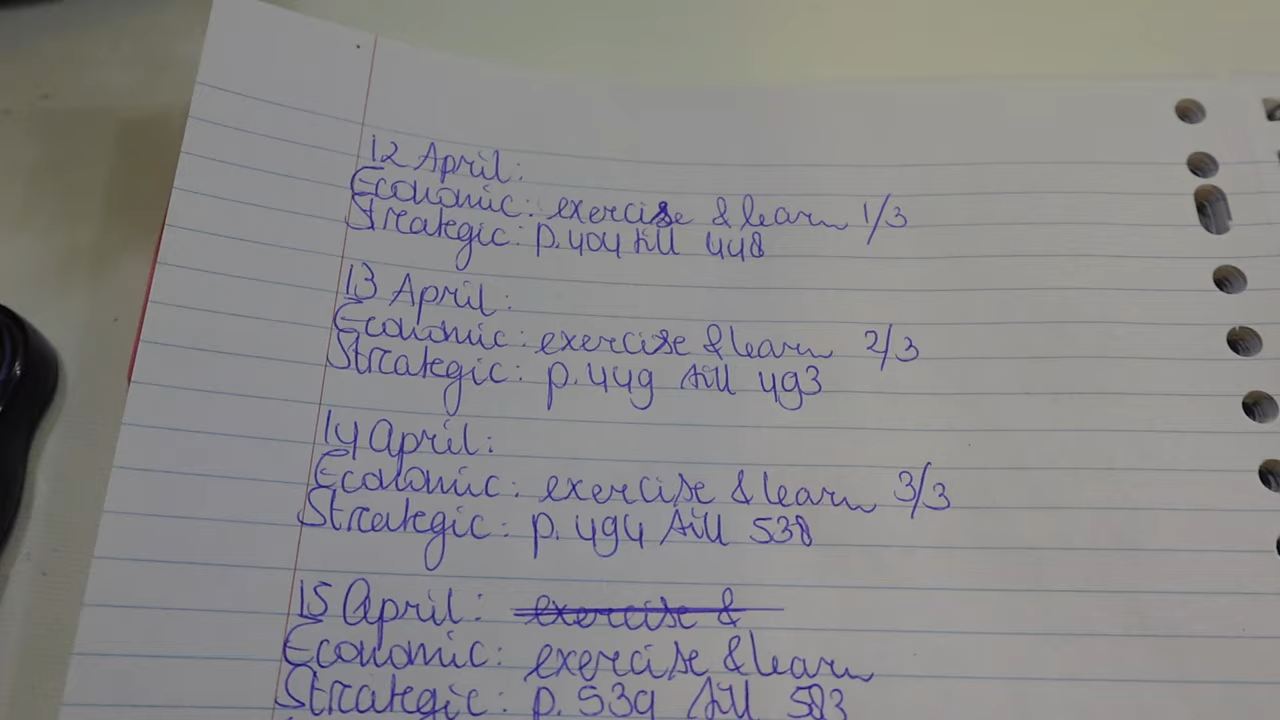 12 April:
Economic: exercise & learn 1/3
Strategic: p.404 till 448
13 April:
Economic: exercise & learn 2/3
Strategic: p.449 till 493
14 April:
Economic: exercise & learn 3/3
Strategic: p.494 till 538
15 April: exercise &
Economic: exercise & learn
Strategic: p.539 till 583